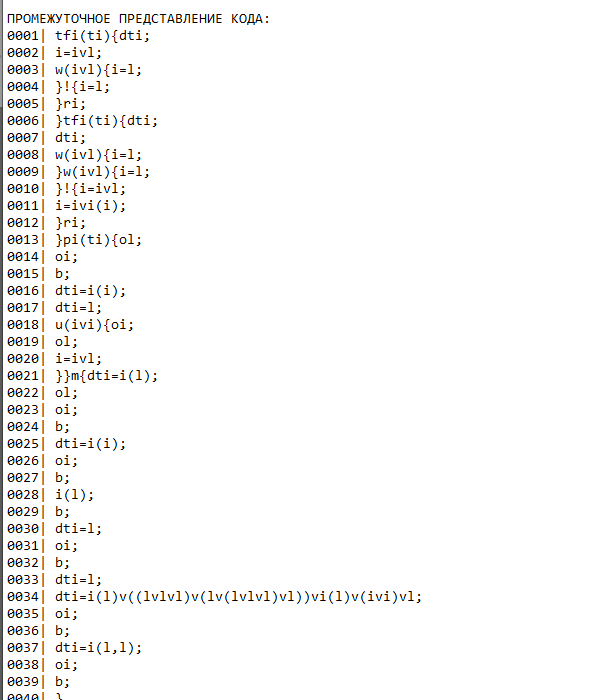 ПРОМЕЖУТОЧНОЕ ПРЕДСТАВЛЕНИЕ КОДА:
0001| tfi(ti){dti;
0002| i=ivl;
0003| w(ivl){i=l;
0004| }!{i=l;
0005| }ri;
0006| }tfi(ti){dti;
0007| dti;
0008| w(ivl){i=l;
0009| }w(ivl){i=l;
0010| }!{i=ivl;
0011| i=ivi(i);
0012| }ri;
0013| }pi(ti){ol;
0014| oi;
0015| b;
0016| dti=i(i);
0017| dti=l;
0018| u(ivi){oi;
0019| ol;
0020| i=ivl;
0021| }}m{dti=i(l);
0022| ol;
0023| oi;
0024| b;
0025| dti=i(i);
0026| oi;
0027| b;
0028| i(l);
0029| b;
0030| dti=l;
0031| oi;
0032| b;
0033| dti=l;
0034| dti=i(l)v((lvlvl)v(lv(lvlvl)vl))vi(l)v(ivi)vl;
0035| oi;
0036| b;
0037| dti=i(l,l);
0038| oi;
0039| b;
0040| }